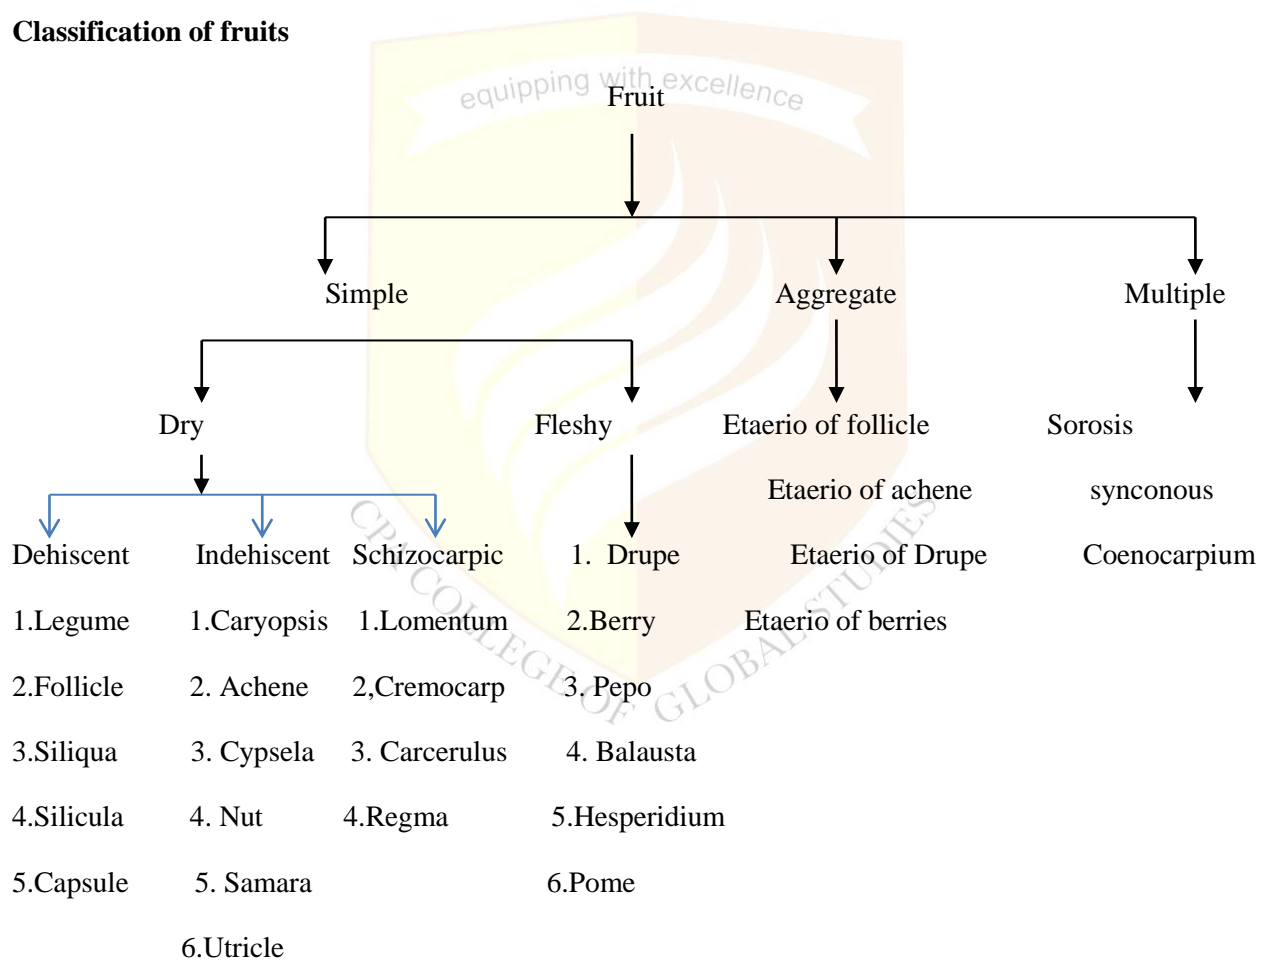 Classification of fruits
equipping with excellence
Fruit
Simple Aggregate Multiple
Dry Fleshy Etaerio of follicle Sorosis
Etaerio of achene synconous
Dehiscent Indehiscent Schizocarpic 1. Drupe Etaerio of Drupe Coenocarpium
1.Legume 1.Caryopsis 1.Lomentum 2.Berry Etaerio of berries
2.Follicle 2. Achene 2,Cremocarp 3. Pepo
3.Siliqua 3. Cypsela 3. Carcerulus 4. Balausta
4.Silicula 4. Nut 4.Regma 5.Hesperidium
5.Capsule 5. Samara 6.Pome
6.Utricle
COLLEGE OF GLOBAL STUDIES